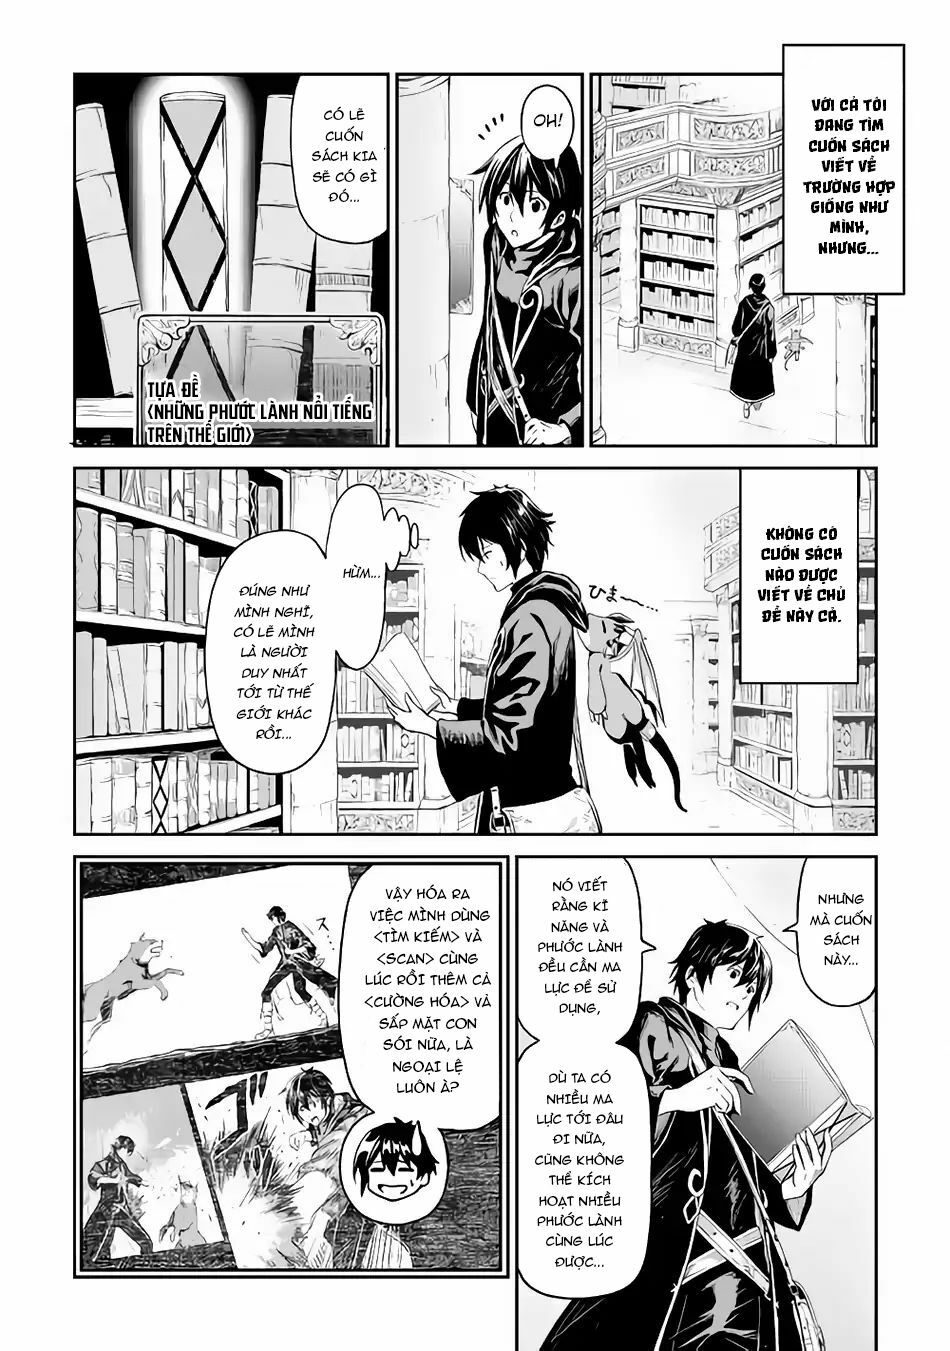 VỚI CẢ TÔI
ĐANG TÌM
CUỐN SÁCH
VIẾT VỀ
TRƯỜNG HỢP
GIỐNG NHƯ
MÌNH,
NHƯNG...
OH!
CÓ LẼ
CUỐN
SÁCH KIA
SẼ CÓ GÌ
ĐÓ...
TỰA ĐỀ
<NHỮNG PHƯỚC LÀNH NỔI TIẾNG
TRÊN THẾ GIỚI>
KHÔNG CÓ
CUỐN SÁCH
NÀO ĐƯỢC
VIẾT VỀ CHỦ
ĐỀ NÀY CẢ.
ひま〜〜...
HỪM...
ĐÚNG NHƯ
MÌNH NGHĨ,
CÓ LẼ MÌNH
LÀ NGƯỜI
DUY NHẤT
TỚI TỪ THẾ
GIỚI KHÁC
RỒI...
NHƯNG
MÀ CUỐN
SÁCH
NÀY...
NÓ VIẾT
RẰNG KĨ
NĂNG VÀ
PHƯỚC LÀNH
ĐỀU CẦN MA
LỰC ĐỂ SỬ
DỤNG,
DÙ TA CÓ
NHIỀU MA
LỰC TỚI ĐÂU
ĐI NỮA,
CŨNG KHÔNG
THỂ KÍCH
HOẠT NHIỀU
PHƯỚC LÀNH
CÙNG LÚC
ĐƯỢC...
VẬY HÓA RA
VIỆC MÌNH DÙNG
<TÌM KIẾM> VÀ
<SCAN> CÙNG
LÚC RỒI THÊM CẢ
<CƯỜNG HÓA> VÀ
SẤP MẶT CON
SÓI NỮA, LÀ
NGOẠI LỆ
LUÔN À?